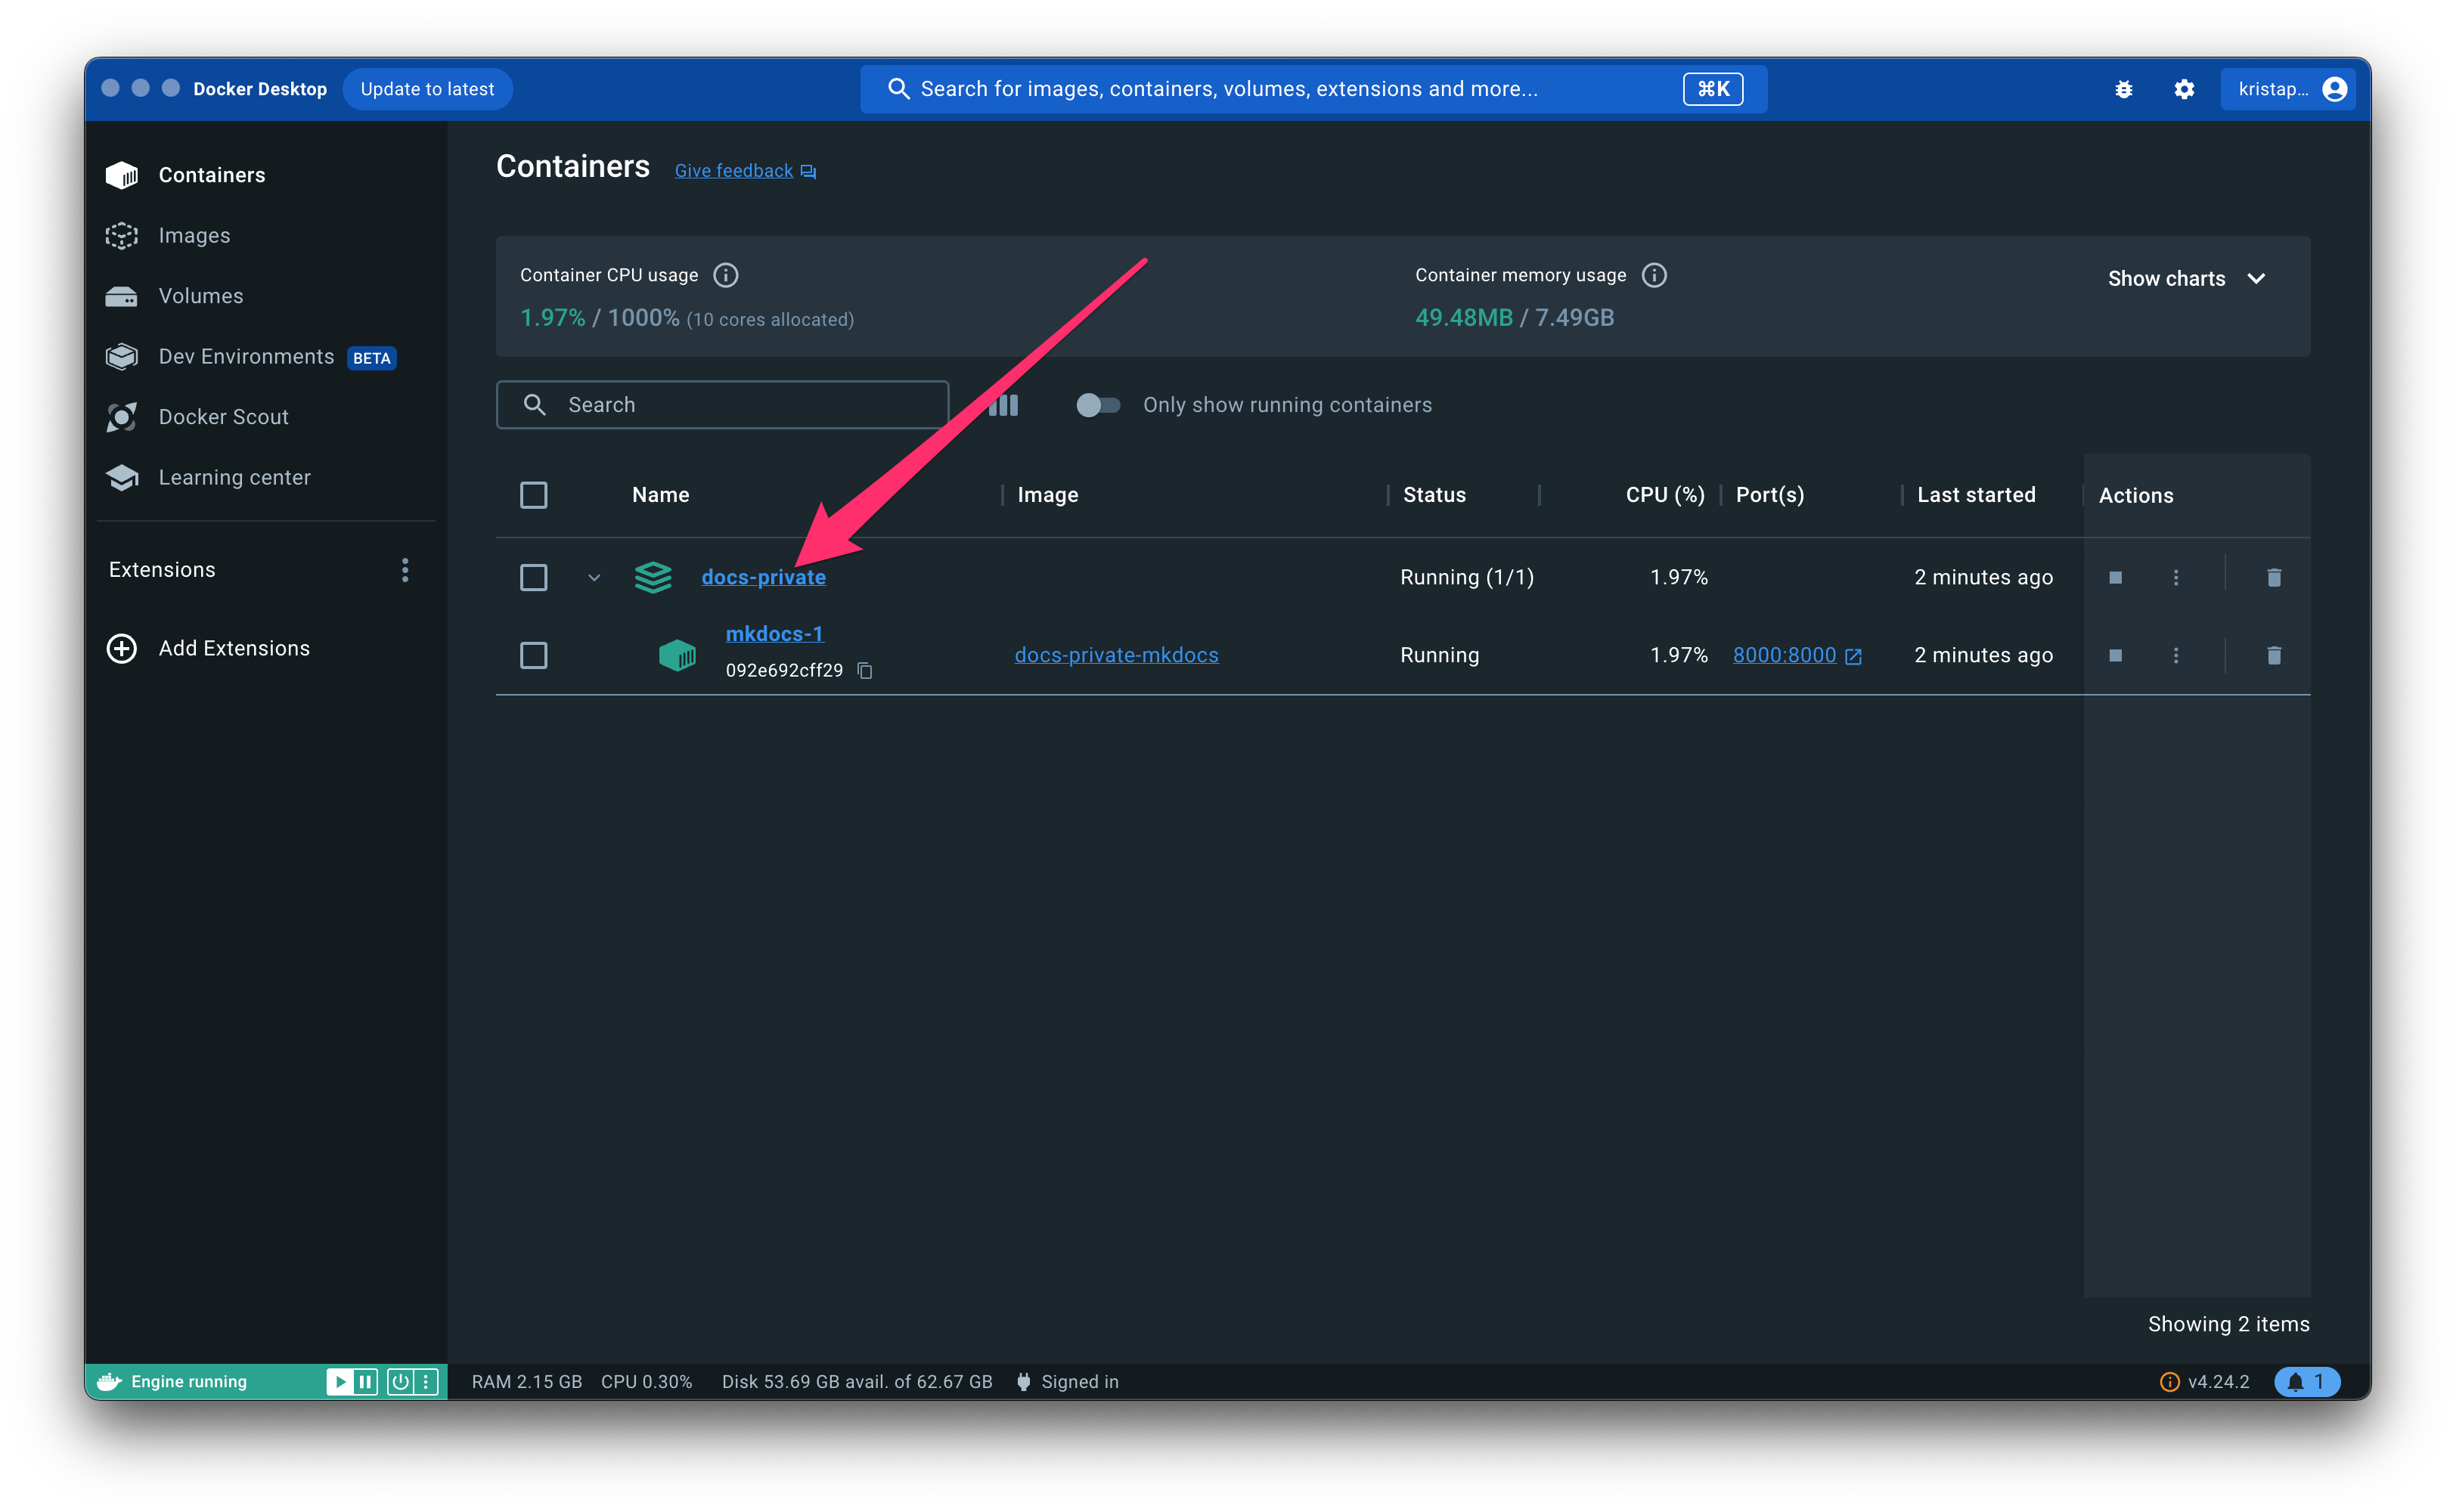 Docker Desktop Update to latest Search for images, containers, volumes, extensions and more... ⌘K kristap...
Containers
Images
Volumes
Dev Environments BETA
Docker Scout
Learning center
Extensions
Add Extensions
Containers Give feedback
Container CPU usage
1.97% / 1000% (10 cores allocated)
Container memory usage
49.48MB / 7.49GB
Show charts
Search
Only show running containers
Name Image Status CPU (%) Port(s) Last started Actions
docs-private Running (1/1) 1.97% 2 minutes ago
mkdocs-1
092e692cff29
docs-private-mkdocs Running 1.97% 8000:8000 2 minutes ago
Showing 2 items
Engine running RAM 2.15 GB CPU 0.30% Disk 53.69 GB avail. of 62.67 GB Signed in v4.24.2 1